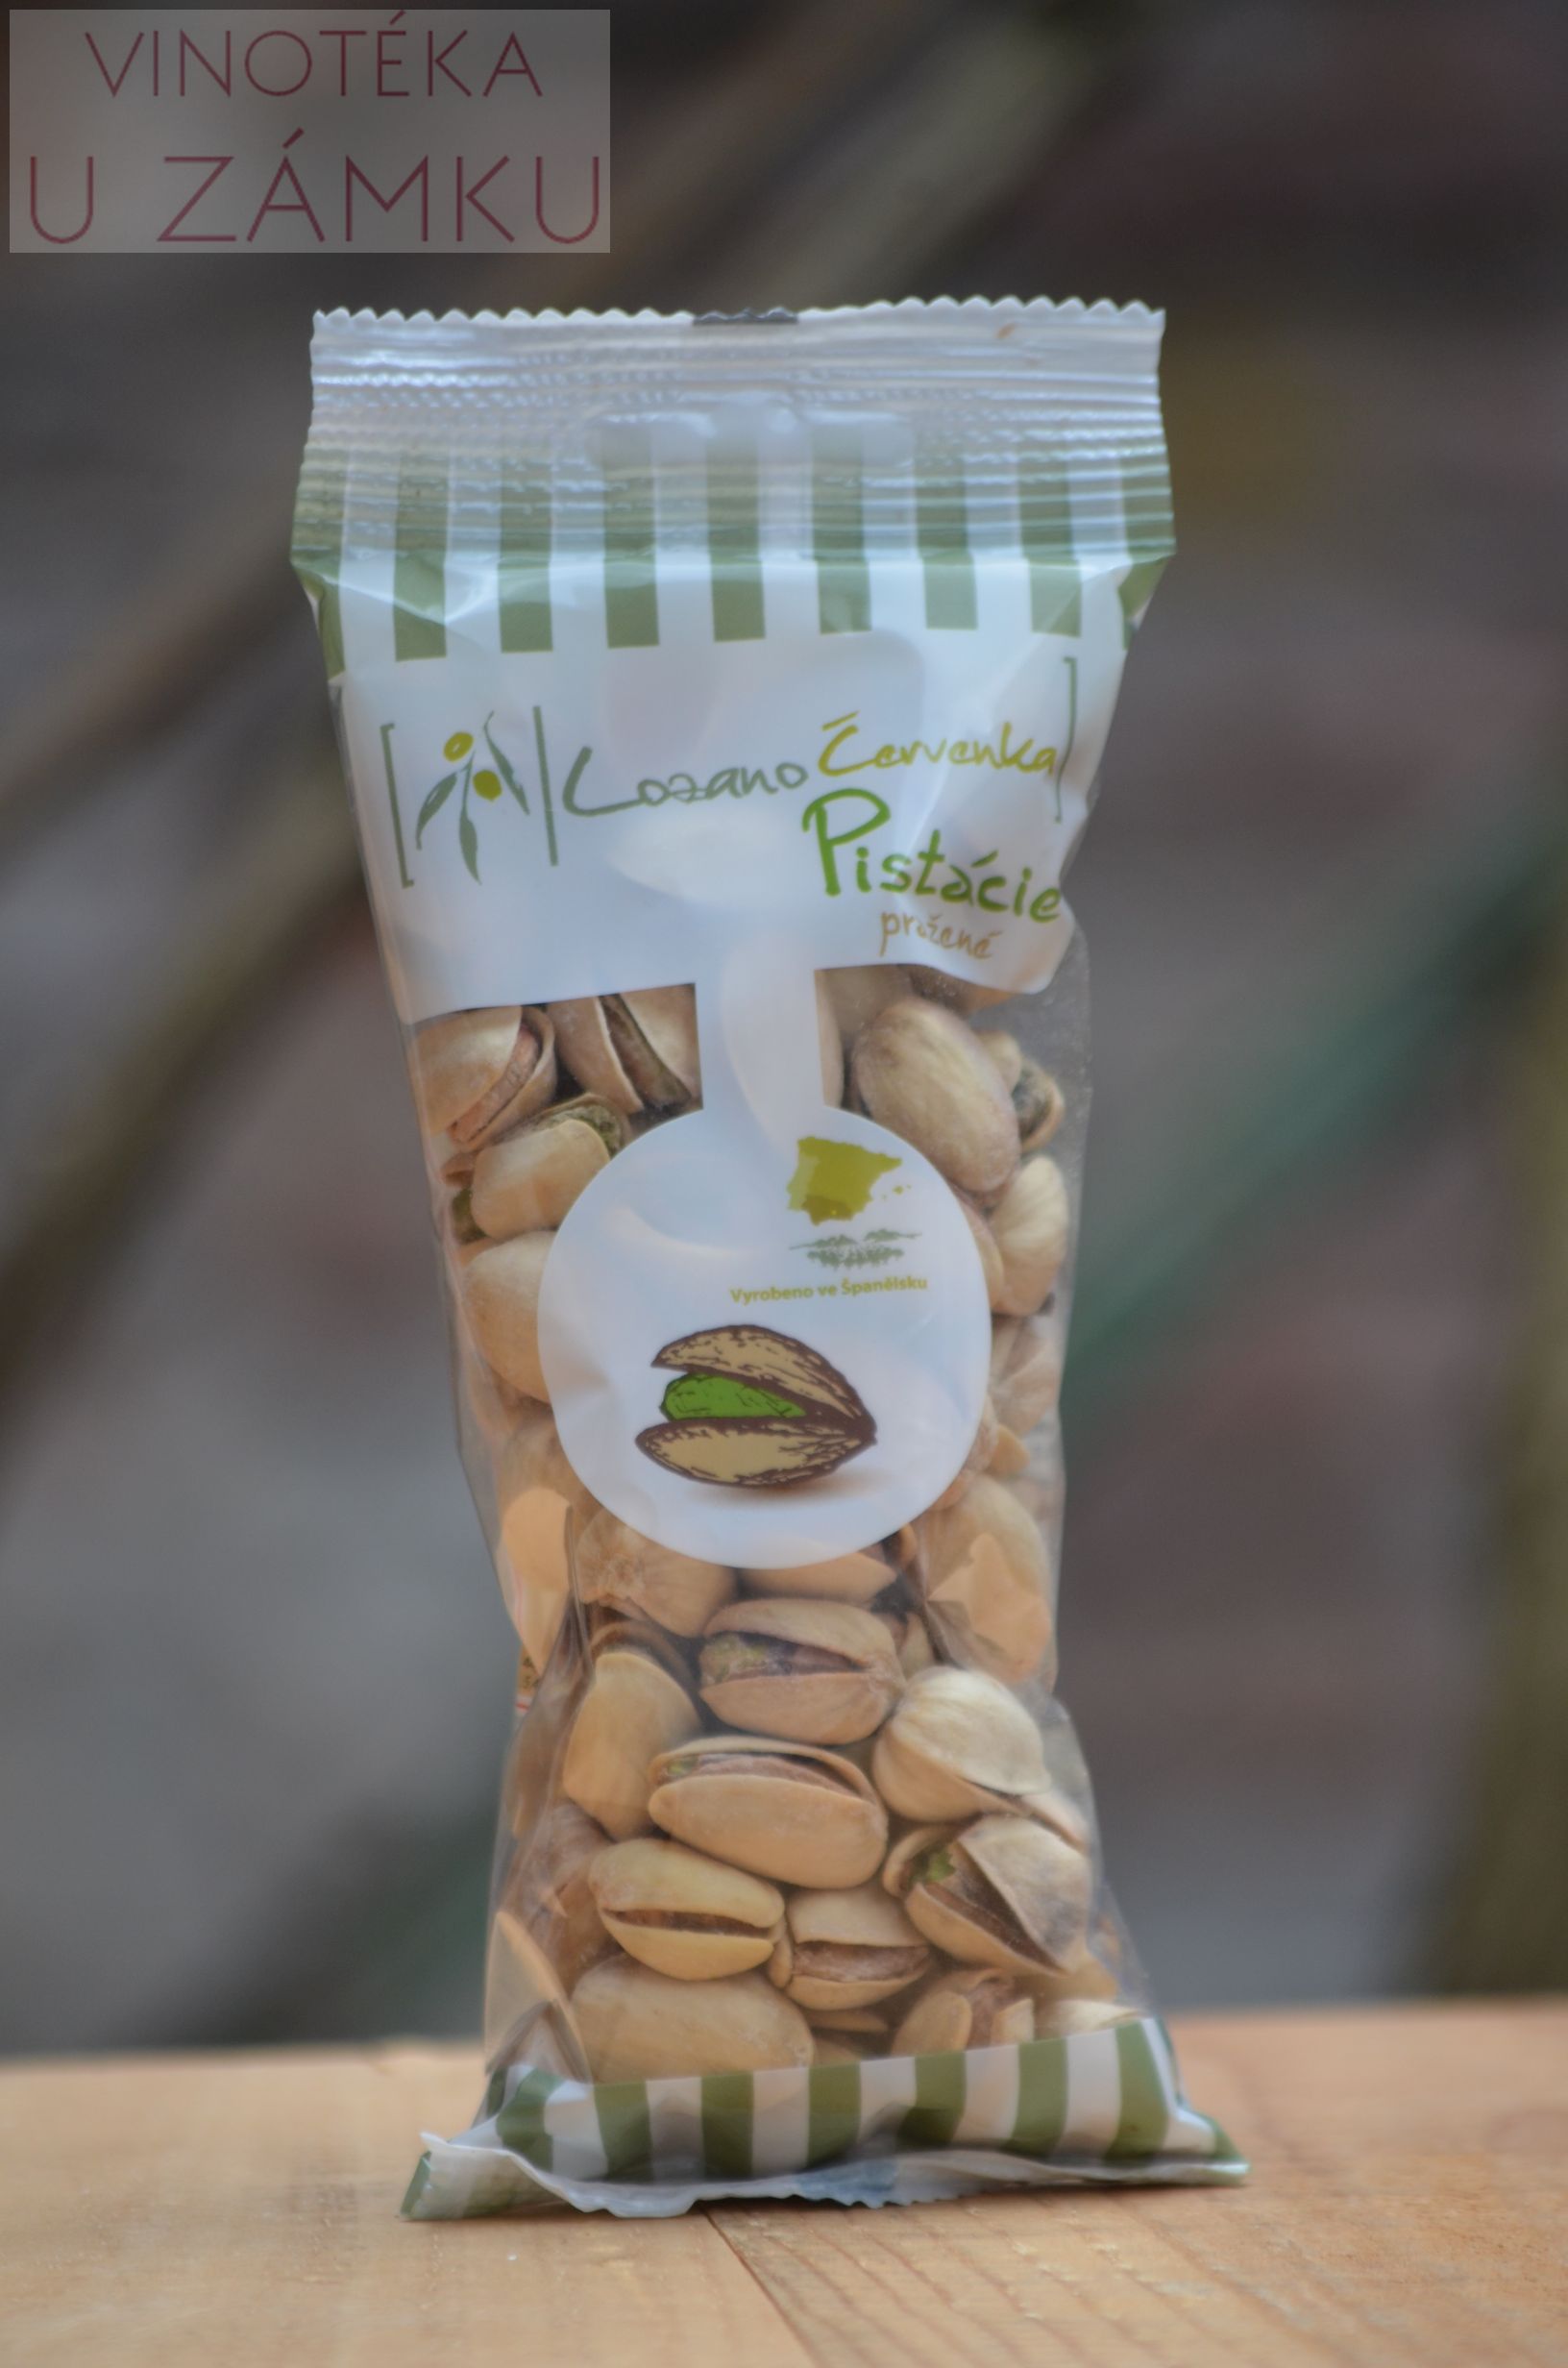 VINOTÉKA
U ZÁMKU
Lozano Červenka
Pistácie
pražené
Vyrobeno ve Španělsku